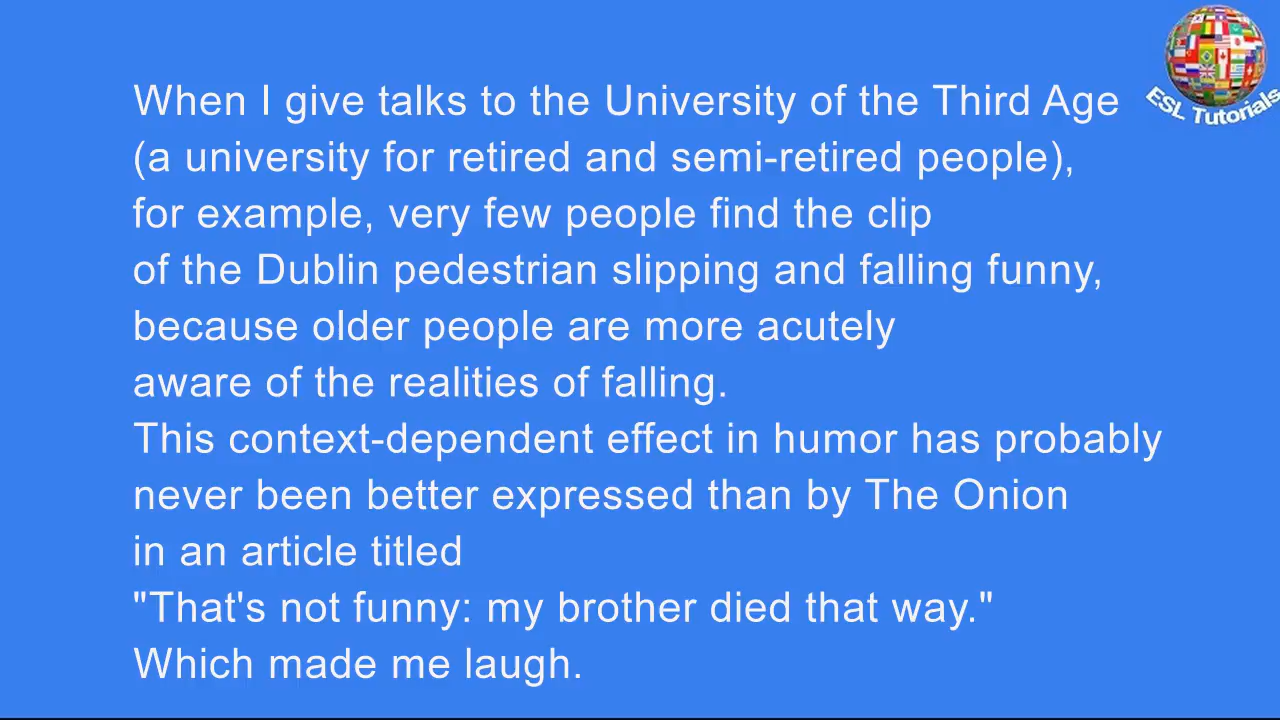 When I give talks to the University of the Third Age
(a university for retired and semi-retired people),
for example, very few people find the clip
of the Dublin pedestrian slipping and falling funny,
because older people are more acutely
aware of the realities of falling.
This context-dependent effect in humor has probably
never been better expressed than by The Onion
in an article titled
"That's not funny: my brother died that way."
Which made me laugh.
ESL Tutorials